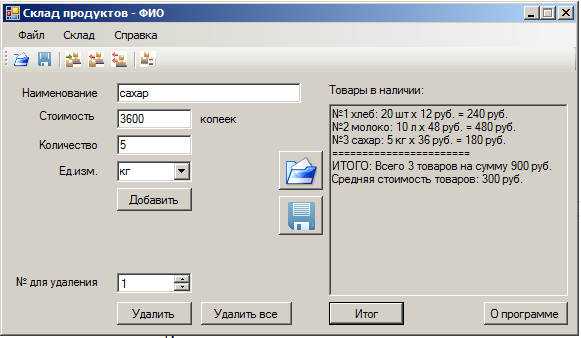 Склад продуктов - ФИО
Файл Склад Справка
Наименование сахар
Стоимость 3600 копеек
Количество 5
Ед.изм. кг
Добавить
№ для удаления 1
Удалить Удалить все
Товары в наличии:
№1 хлеб: 20 шт x 12 руб. = 240 руб.
№2 молоко: 10 л x 48 руб. = 480 руб.
№3 сахар: 5 кг x 36 руб. = 180 руб.
=======================
ИТОГО: Всего 3 товаров на сумму 900 руб.
Средняя стоимость товаров: 300 руб.
Итог О программе